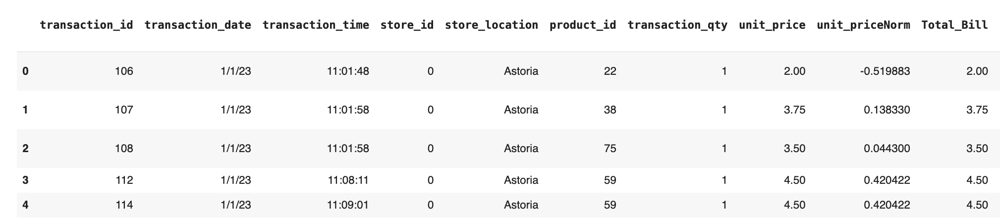 transaction_id transaction_date transaction_time store_id store_location product_id transaction_qty unit_price unit_priceNorm Total_Bill
0 106 1/1/23 11:01:48 0 Astoria 22 1 2.00 -0.519883 2.00
1 107 1/1/23 11:01:58 0 Astoria 38 1 3.75 0.138330 3.75
2 108 1/1/23 11:01:58 0 Astoria 75 1 3.50 0.044300 3.50
3 112 1/1/23 11:08:11 0 Astoria 59 1 4.50 0.420422 4.50
4 114 1/1/23 11:09:01 0 Astoria 59 1 4.50 0.420422 4.50